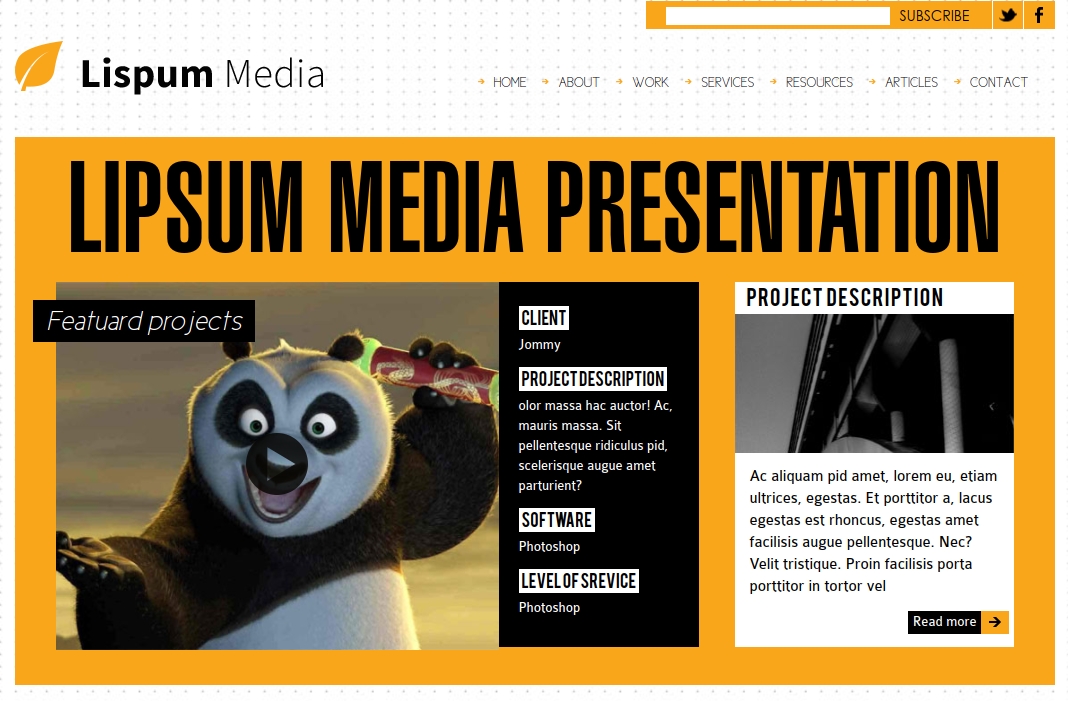 SUBSCRIBE
Lispum Media
HOME ABOUT WORK SERVICES RESOURCES ARTICLES CONTACT
LIPSUM MEDIA PRESENTATION
Featuard projects
CLIENT
Jommy
PROJECT DESCRIPTION
olor massa hac auctor! Ac,
mauris massa. Sit
pellentesque ridiculus pid,
scelerisque augue amet
parturient?
SOFTWARE
Photoshop
LEVEL OF SREVICE
Photoshop
PROJECT DESCRIPTION
Ac aliquam pid amet, lorem eu, etiam
ultrices, egestas. Et porttitor a, lacus
egestas est rhoncus, egestas amet
facilisis augue pellentesque. Nec?
Velit tristique. Proin facilisis porta
porttitor in tortor vel
Read more